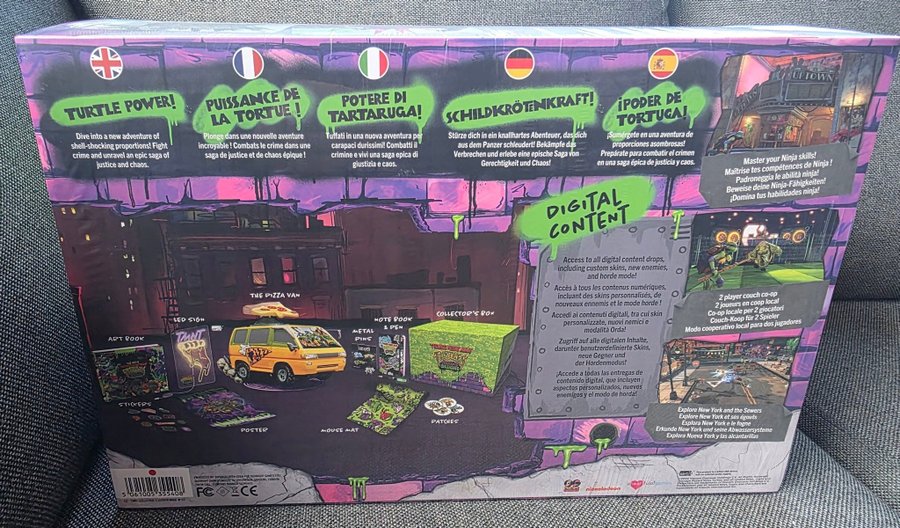 TURTLE POWER!
Dive into a new adventure of
shell-shocking proportions! Fight
crime and unravel an epic saga of
justice and chaos.
PUISSANCE DE
LA TORTUE !
Plonge dans une nouvelle aventure
incroyable ! Combats le crime dans une
saga de justice et de chaos épique !
POTERE DI
TARTARUGA!
Tuffati in una nuova avventura per
carapaci durissimi! Combatti il
crimine e vivi una saga epica di
giustizia e caos.
SCHILDKRÖTENKRAFT!
Stürze dich in ein knallhartes Abenteuer, das dich
aus dem Panzer schleudert! Bekämpfe das
Verbrechen und erlebe eine epische Saga von
Gerechtigkeit und Chaos!
¡PODER DE
TORTUGA!
¡Sumérgete en una aventura de
proporciones asombrosas!
Prepárate para combatir el crimen
en una saga épica de justicia y caos.
UPTOWN
Master your Ninja skills!
Maîtrise tes compétences de Ninja !
Padroneggia le abilità ninja!
Beweise deine Ninja-Fähigkeiten!
¡Domina tus habilidades ninja!
DIGITAL
CONTENT
Access to all digital content drops,
including custom skins, new enemies,
and horde mode!
Accès à tous les contenus numériques,
incluant des skins personnalisés, de
nouveaux ennemis et le mode horde !
Accedi ai contenuti digitali, tra cui skin
personalizzate, nuovi nemici e
modalità Orda!
Zugriff auf alle digitalen Inhalte,
darunter benutzerdefinierte Skins,
neue Gegner und
der Hordenmodus!
¡Accede a todas las entregas de
contenido digital, que incluyen
aspectos personalizados, nuevos
enemigos y el modo de horda!
2 player couch co-op
2 joueurs en coop local
Co-op locale per 2 giocatori
Couch-Koop für 2 Spieler
Modo cooperativo local para dos jugadores
Explore New York and the Sewers
Explore New York et ses égouts
Esplora New York e le fogne
Erkunde New York und seine Abwassersysteme
Explora Nueva York y las alcantarillas
THE PIZZA VAN
ART BOOK
LED SIGN
METAL
PINS
NOTE BOOK
& PEN
COLLECTOR'S BOX
STICKERS
POSTER
MOUSE MAT
PATCHES
5 061005 353408
FC CE
nickelodeon